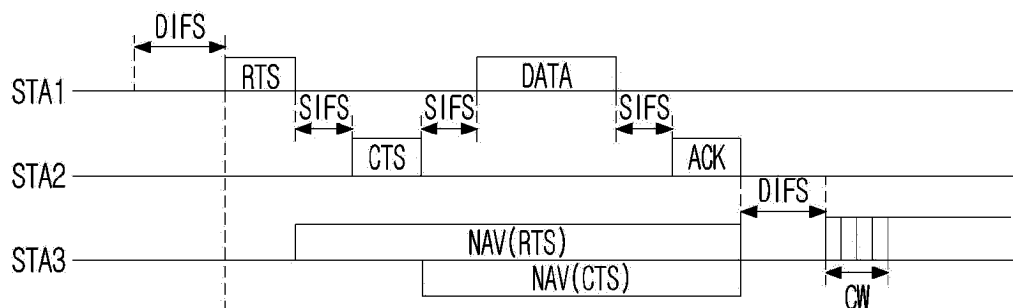 DIFS
STA1
RTS
DATA
SIFS
SIFS
SIFS
STA2
CTS
ACK
DIFS
STA3
NAV(RTS)
NAV(CTS)
CW